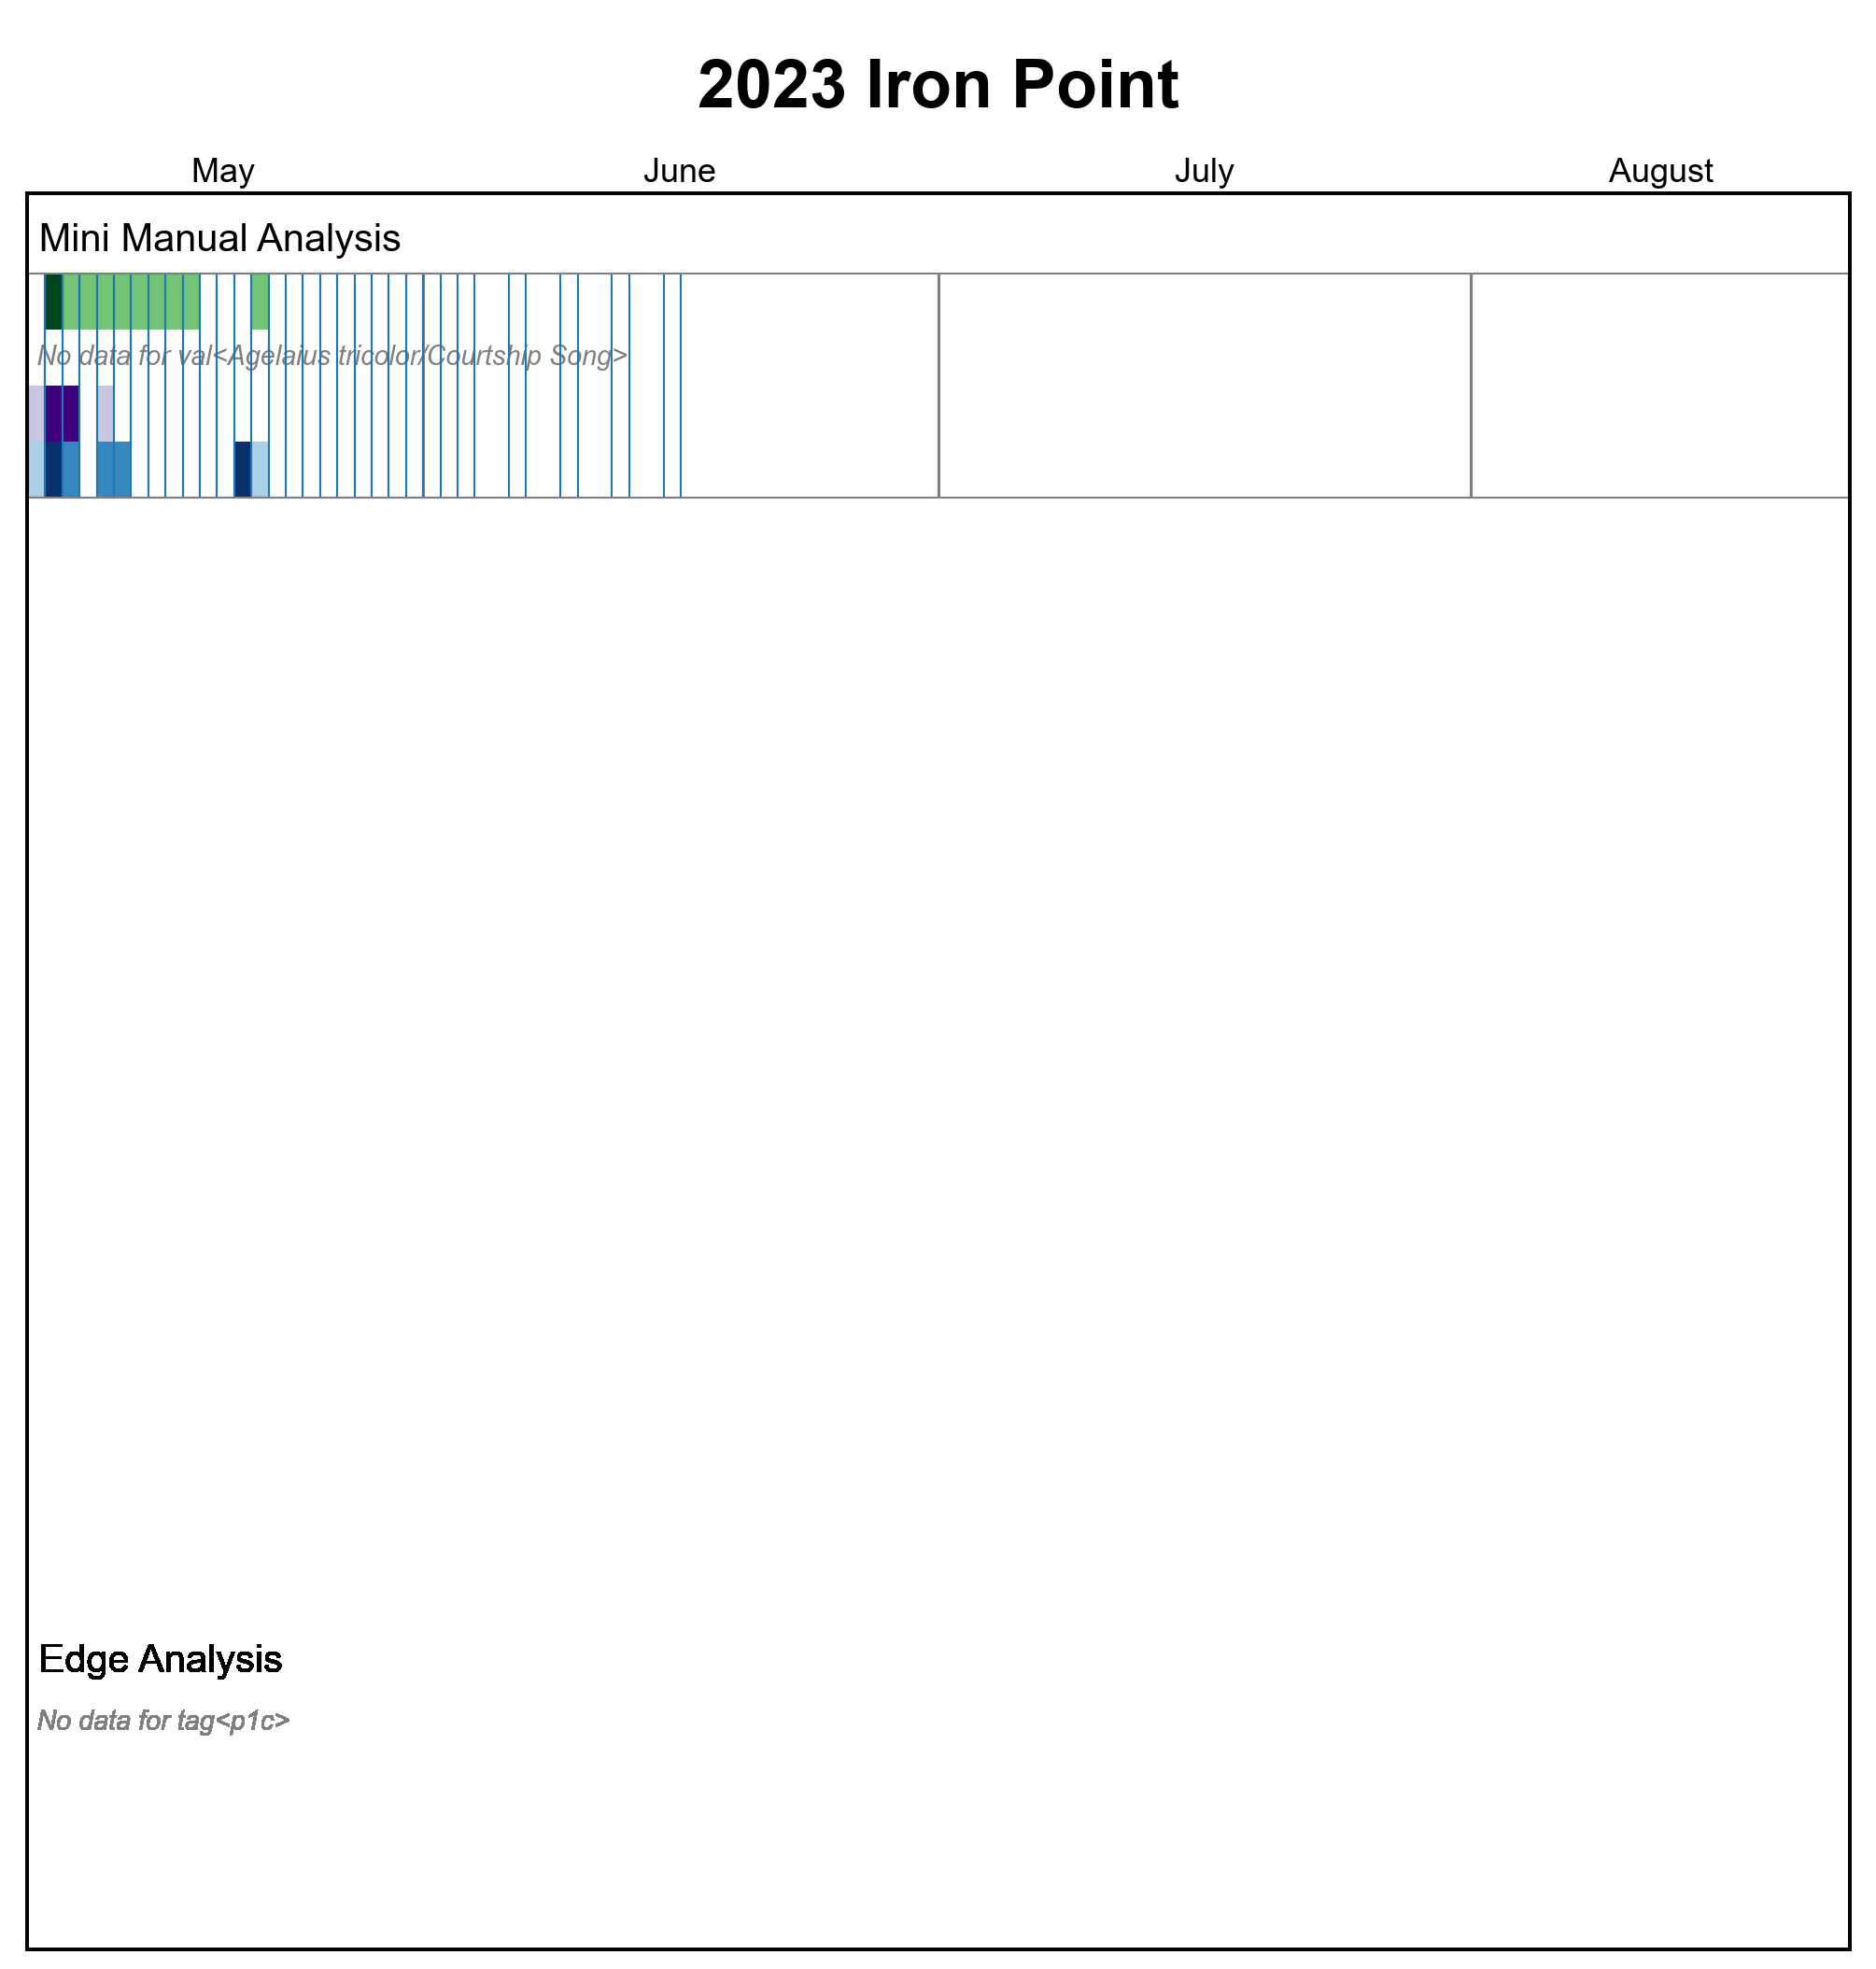 2023 Iron Point
May June July August
Mini Manual Analysis
No data for val<Agelaius tricolor/Courtship Song>
Edge Analysis
No data for tag<p1c>